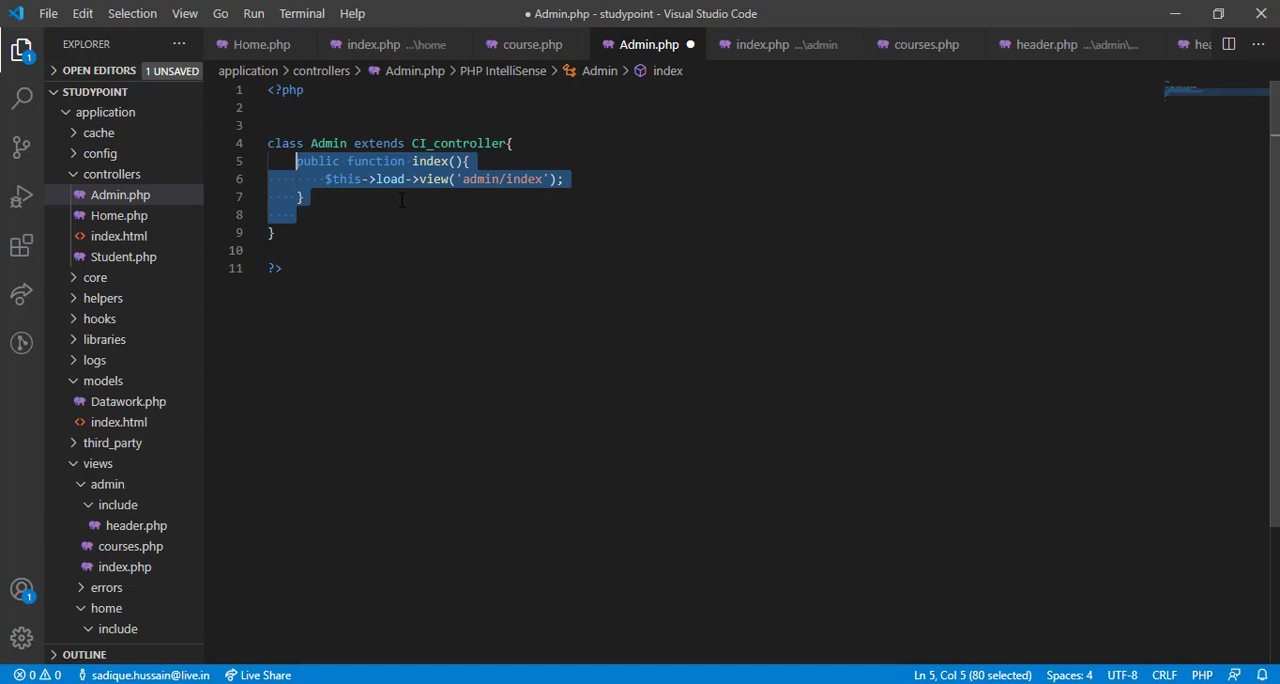 File Edit Selection View Go Run Terminal Help
● Admin.php - studypoint - Visual Studio Code
EXPLORER
Home.php index.php ...\home course.php Admin.php index.php ...\admin courses.php header.php ...\admin\... hea
OPEN EDITORS 1 UNSAVED
application > controllers > Admin.php > PHP IntelliSense > Admin > index
STUDYPOINT
application
cache
config
controllers
Admin.php
Home.php
index.html
Student.php
core
helpers
hooks
libraries
logs
models
Datawork.php
index.html
third_party
views
admin
include
header.php
courses.php
index.php
errors
home
include
OUTLINE
1 <?php
2
3
4 class Admin extends CI_controller{
5 public function index(){
6 $this->load->view('admin/index');
7 }
8
9 }
10
11 ?>
1
1
0 0 sadique.hussain@live.in Live Share
Ln 5, Col 5 (80 selected) Spaces: 4 UTF-8 CRLF PHP